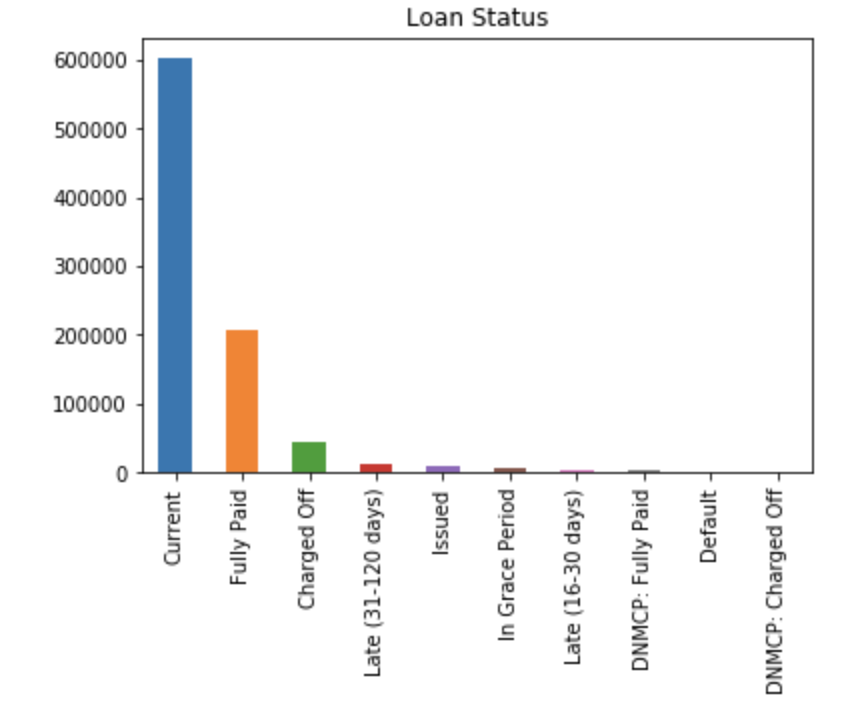 Loan Status
600000
500000
400000
300000
200000
100000
0
Current
Fully Paid
Charged Off
Late (31-120 days)
Issued
In Grace Period
Late (16-30 days)
DNMCP: Fully Paid
Default
DNMCP: Charged Off